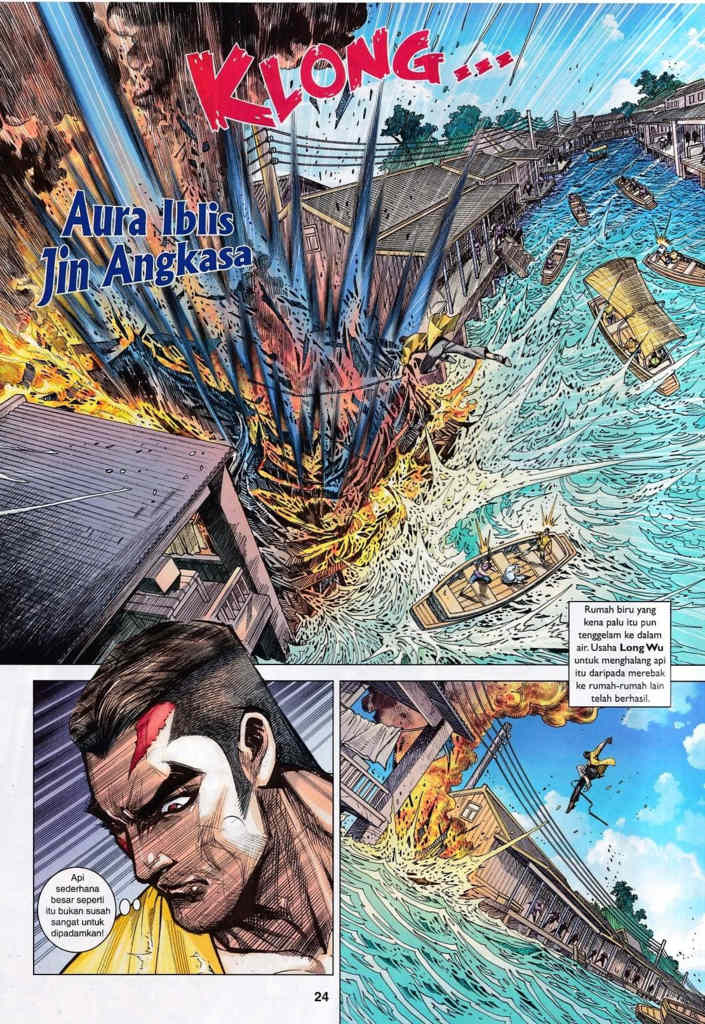 KLONG...
Aura Iblis
Jin Angkasa
Rumah biru yang
kena palu itu pun
tenggelam ke dalam
air. Usaha Long Wu
untuk menghalang api
itu daripada merebak
ke rumah-rumah lain
telah berhasil.
Api
sederhana
besar seperti
itu bukan susah
sangat untuk
dipadamkan!
24